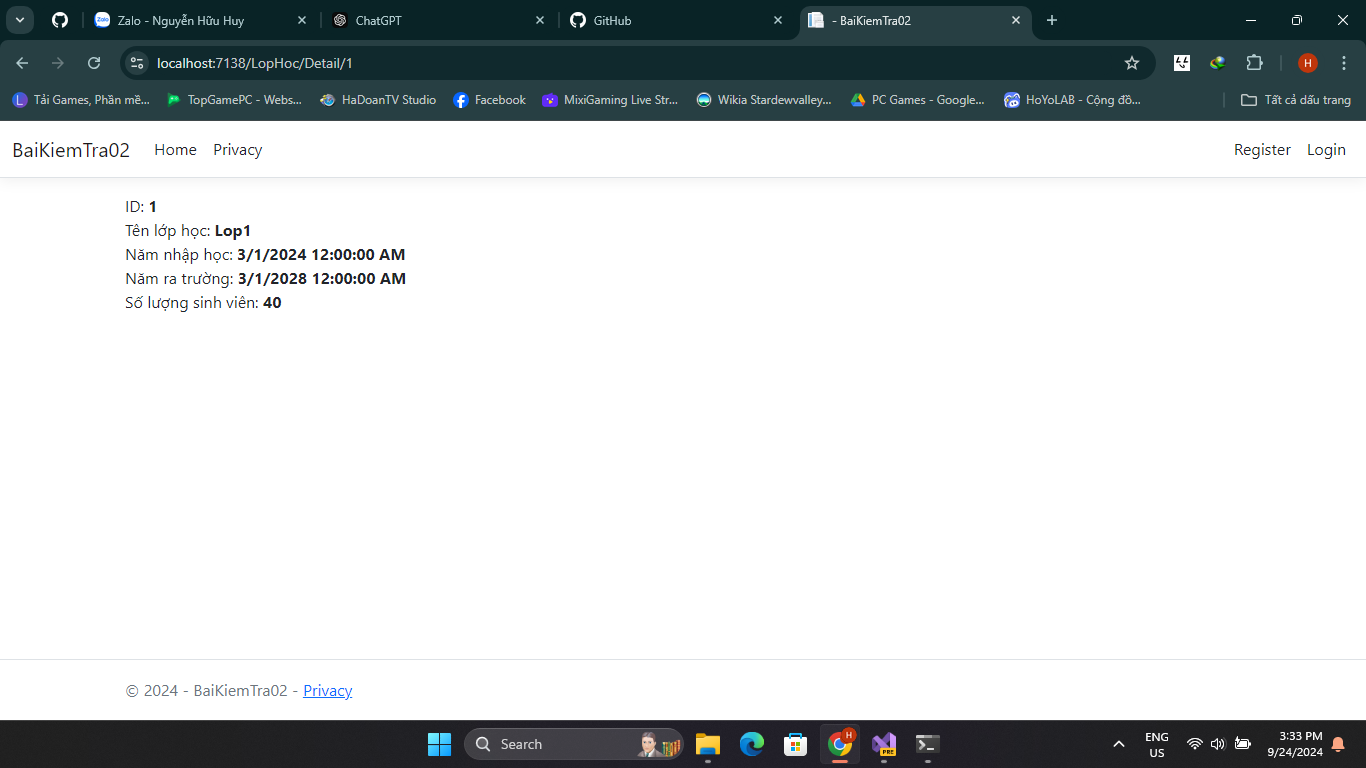 Zalo - Nguyễn Hữu Huy
ChatGPT
GitHub
- BaiKiemTra02
localhost:7138/LopHoc/Detail/1
H
L Tải Games, Phần mề...
TopGamePC - Webs...
HaDoanTV Studio
Facebook
MixiGaming Live Str...
Wikia Stardewvalley...
PC Games - Google...
HoYoLAB - Cộng đồ...
Tất cả dấu trang
BaiKiemTra02 Home Privacy Register Login
ID: 1
Tên lớp học: Lop1
Năm nhập học: 3/1/2024 12:00:00 AM
Năm ra trường: 3/1/2028 12:00:00 AM
Số lượng sinh viên: 40
© 2024 - BaiKiemTra02 - Privacy
Search
H
PRE
ENG
US
3:33 PM
9/24/2024